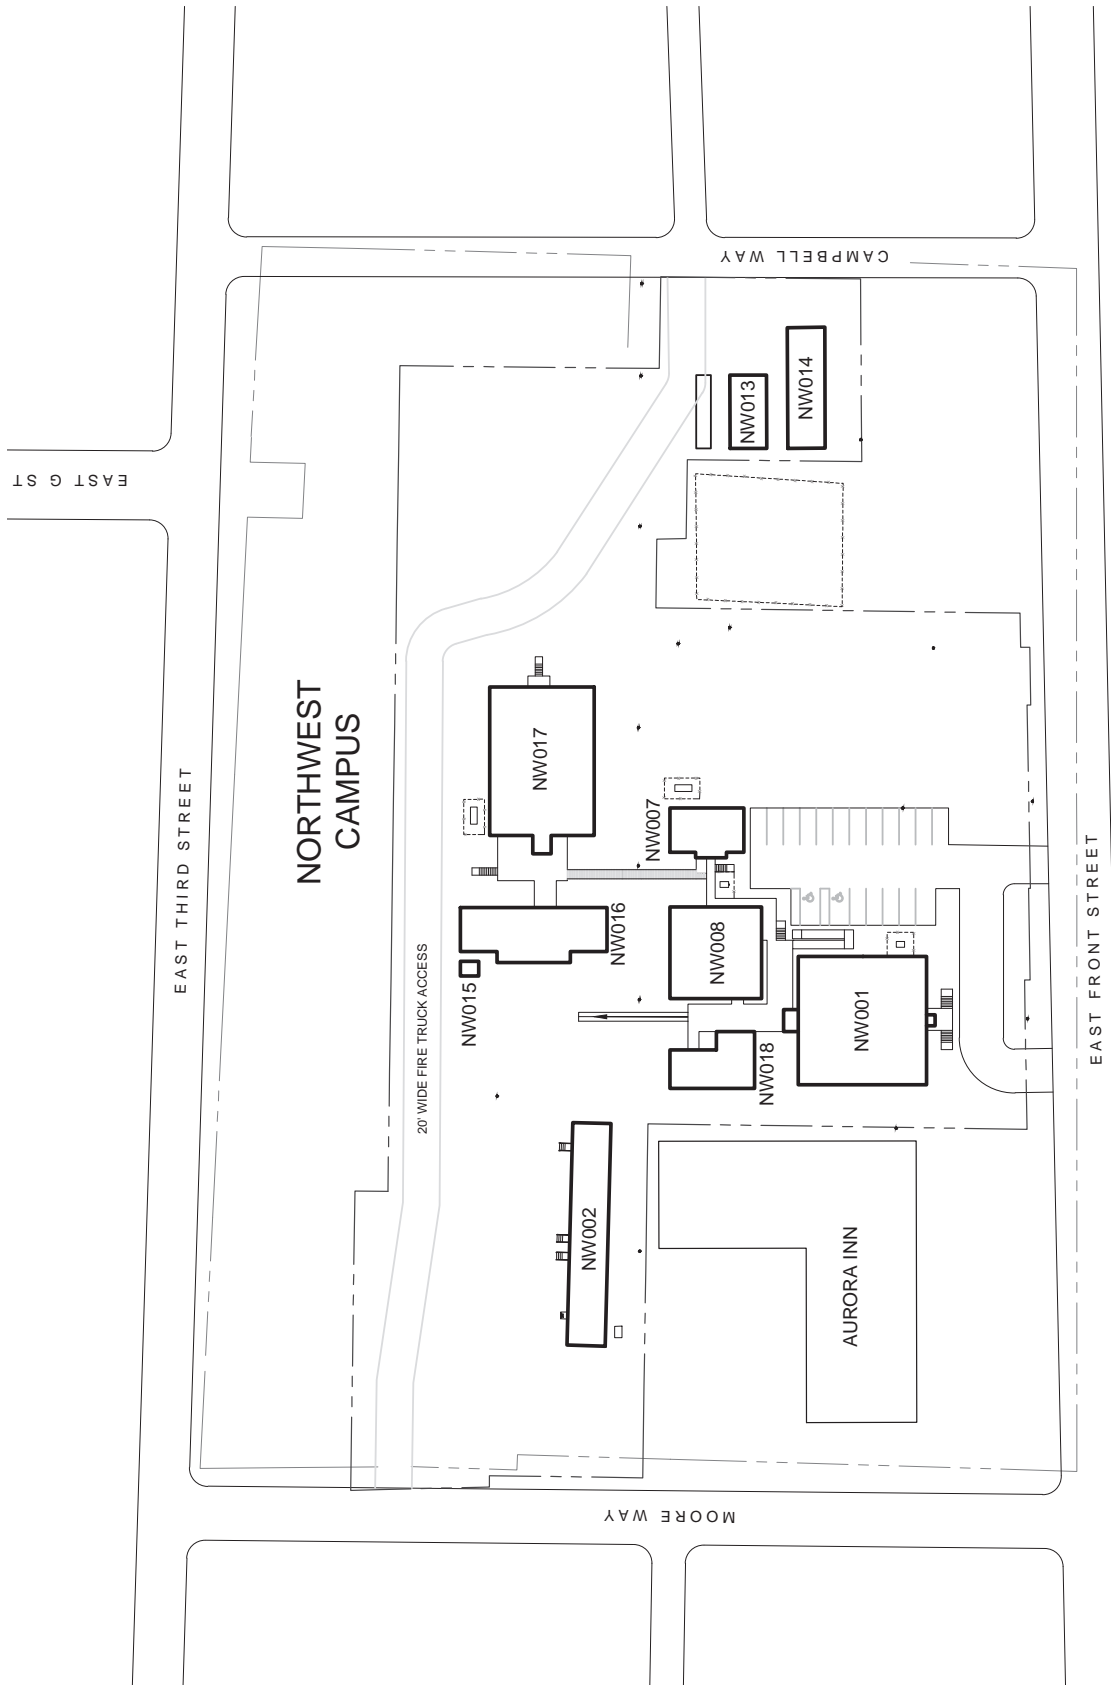 CAMPBELL WAY
EAST G ST
NW014
NW013
NORTHWEST
CAMPUS
NW017
NW007
EAST THIRD STREET
EAST FRONT STREET
NW016
NW008
NW015
NW001
20' WIDE FIRE TRUCK ACCESS
NW018
NW002
AURORA INN
MOORE WAY